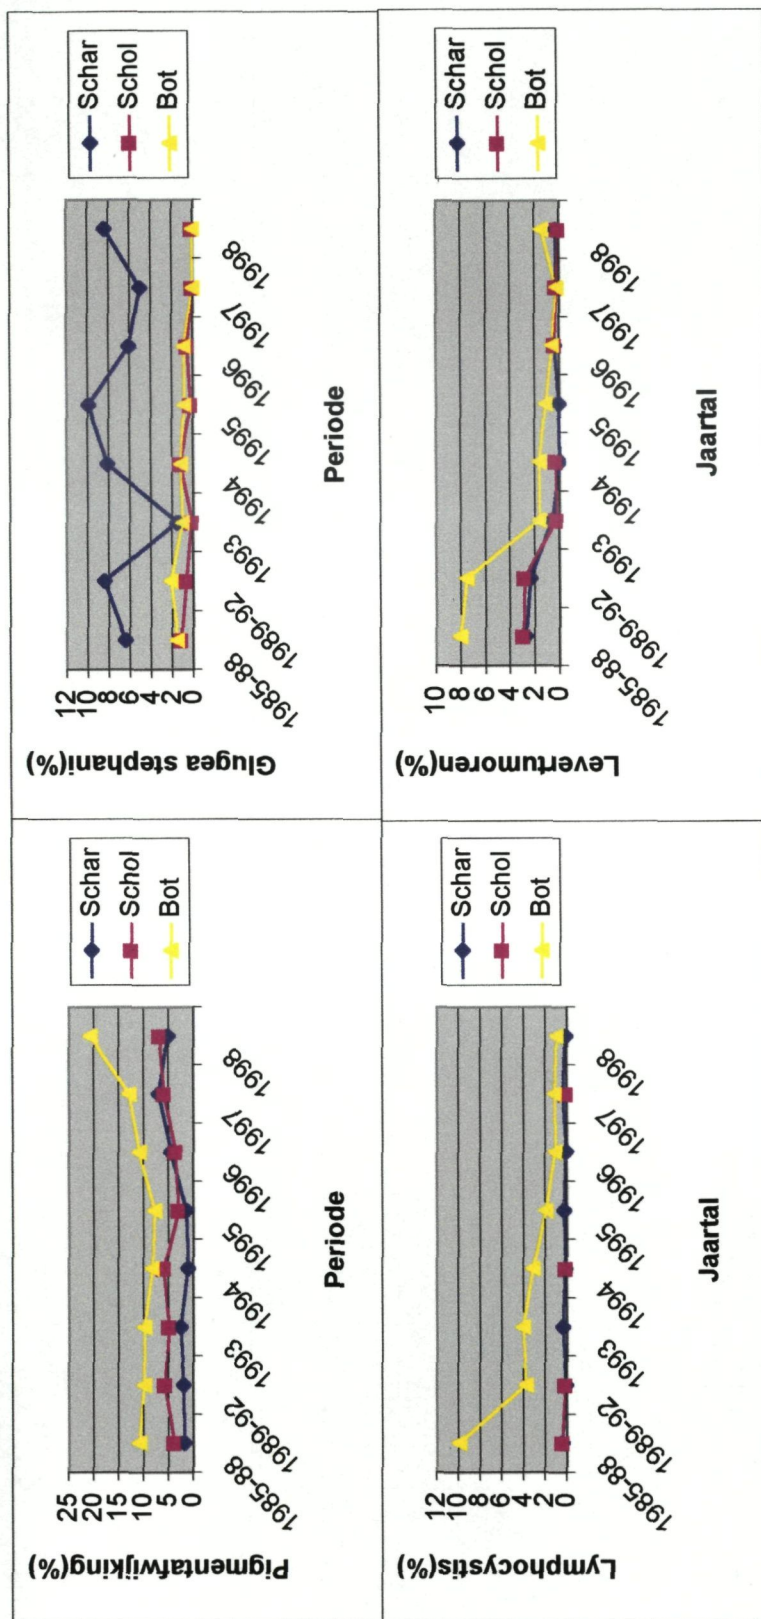 Pigmentafwijking(%)
25
20
15
10
5
0
1985-88
1989-92
1993
1994
1995
1996
1997
1998
Periode
Schar
Schol
Bot
Glugea stephani(%)
12
10
8
6
4
2
0
1985-88
1989-92
1993
1994
1995
1996
1997
1998
Periode
Schar
Schol
Bot
Lymphocystis(%)
12
10
8
6
4
2
0
1985-88
1989-92
1993
1994
1995
1996
1997
1998
Jaartal
Schar
Schol
Bot
Levertumoren(%)
10
8
6
4
2
0
1985-88
1989-92
1993
1994
1995
1996
1997
1998
Jaartal
Schar
Schol
Bot